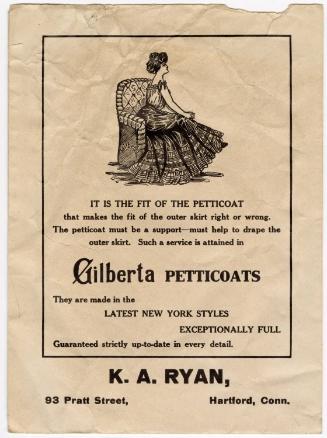 IT IS THE FIT OF THE PETTICOAT
that makes the fit of the outer skirt right or wrong.
The petticoat must be a support—must help to drape the
outer skirt. Such a service is attained in
Gilberta PETTICOATS
They are made in the
LATEST NEW YORK STYLES
EXCEPTIONALLY FULL
Guaranteed strictly up-to-date in every detail.
K. A. RYAN,
93 Pratt Street, Hartford, Conn.